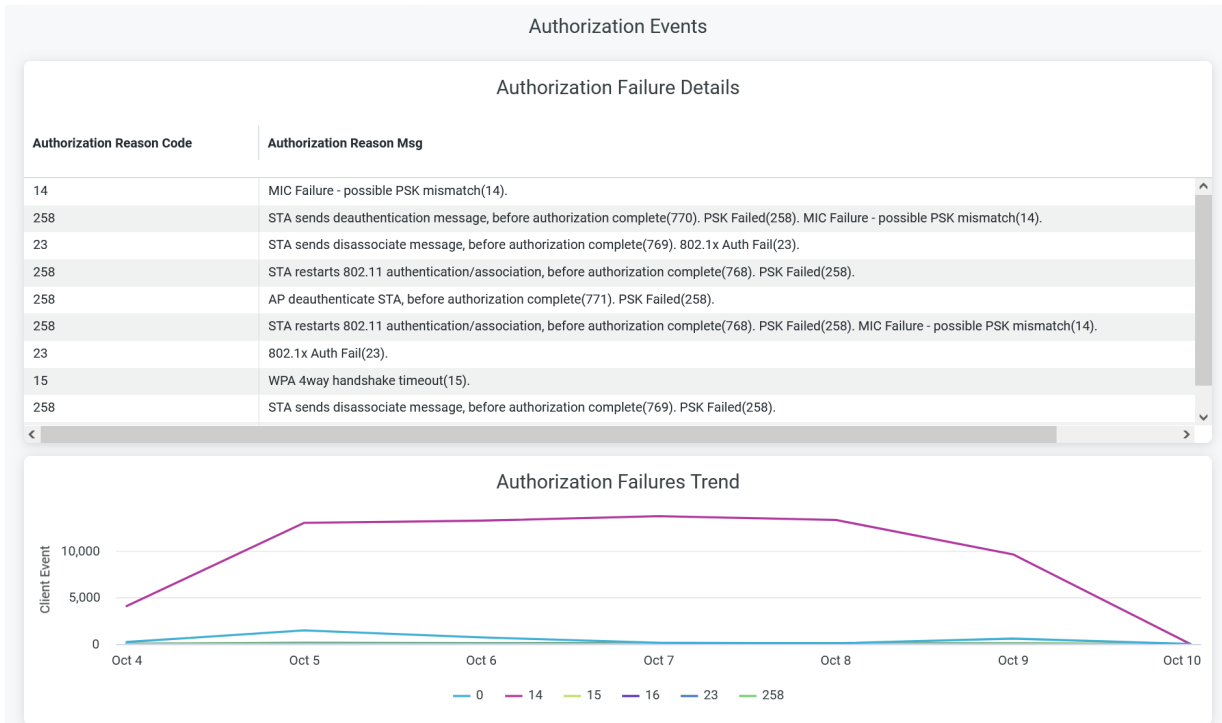 Authorization Events
Authorization Failure Details
Authorization Reason Code Authorization Reason Msg
14 MIC Failure - possible PSK mismatch(14).
258 STA sends deauthentication message, before authorization complete(770). PSK Failed(258). MIC Failure - possible PSK mismatch(14).
23 STA sends disassociate message, before authorization complete(769). 802.1x Auth Fail(23).
258 STA restarts 802.11 authentication/association, before authorization complete(768). PSK Failed(258).
258 AP deauthenticate STA, before authorization complete(771). PSK Failed(258).
258 STA restarts 802.11 authentication/association, before authorization complete(768). PSK Failed(258). MIC Failure - possible PSK mismatch(14).
23 802.1x Auth Fail(23).
15 WPA 4way handshake timeout(15).
258 STA sends disassociate message, before authorization complete(769). PSK Failed(258).
Authorization Failures Trend
Client Event
10,000
5,000
0
Oct 4 Oct 5 Oct 6 Oct 7 Oct 8 Oct 9 Oct 10
0 14 15 16 23 258